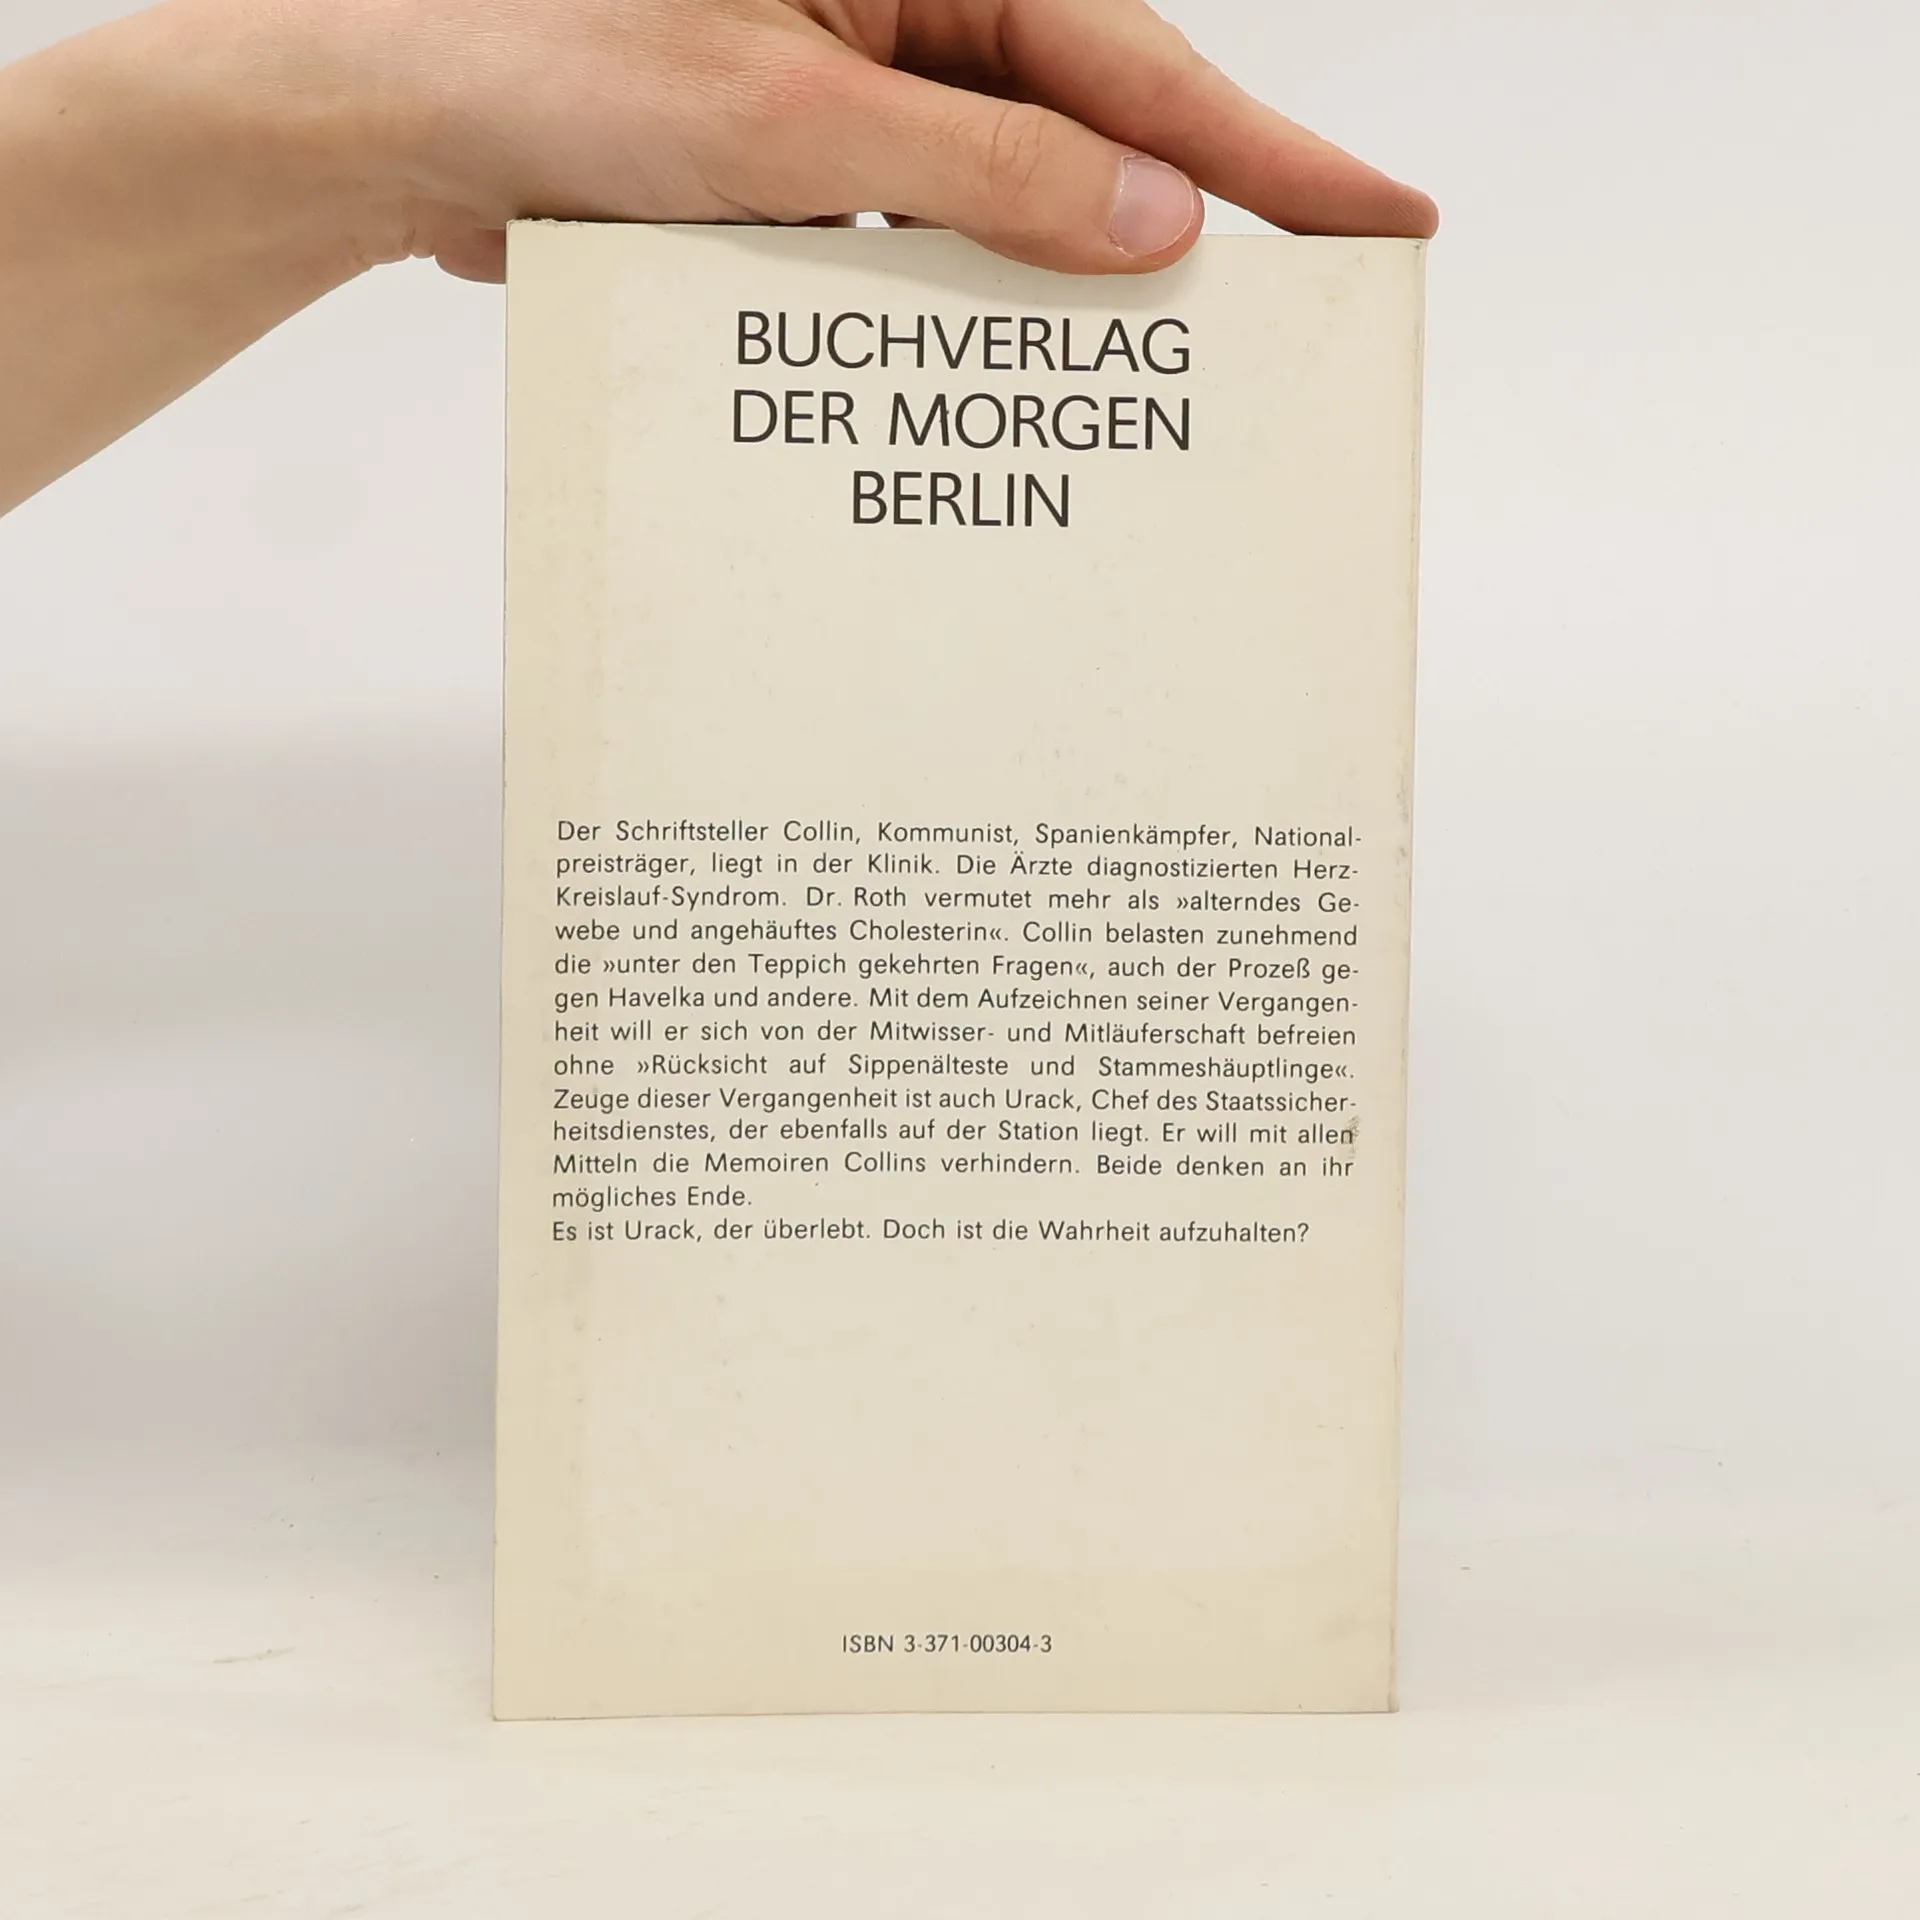 BUCHVERLAG
DER MORGEN
BERLIN
Der Schriftsteller Collin, Kommunist, Spanienkämpfer, National-
preisträger, liegt in der Klinik. Die Ärzte diagnostizierten Herz-
Kreislauf-Syndrom. Dr. Roth vermutet mehr als »alterndes Ge-
webe und angehäuftes Cholesterin«. Collin belasten zunehmend
die »unter den Teppich gekehrten Fragen«, auch der Prozeß ge-
gen Havelka und andere. Mit dem Aufzeichnen seiner Vergangen-
heit will er sich von der Mitwisser- und Mitläuferschaft befreien
ohne »Rücksicht auf Sippenälteste und Stammeshäuptlinge«.
Zeuge dieser Vergangenheit ist auch Urack, Chef des Staatssicher-
heitsdienstes, der ebenfalls auf der Station liegt. Er will mit allen
Mitteln die Memoiren Collins verhindern. Beide denken an ihr
mögliches Ende.
Es ist Urack, der überlebt. Doch ist die Wahrheit aufzuhalten?
ISBN 3-371-00304-3